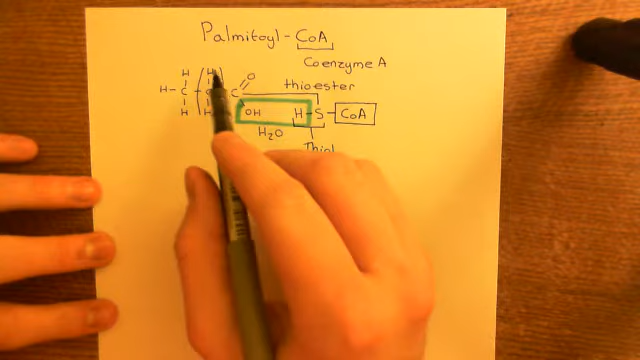 Palmitoyl - CoA
Coenzyme A
thioester
H H O
H - C - C C
OH H - S - CoA
H H
H2O
Thiol